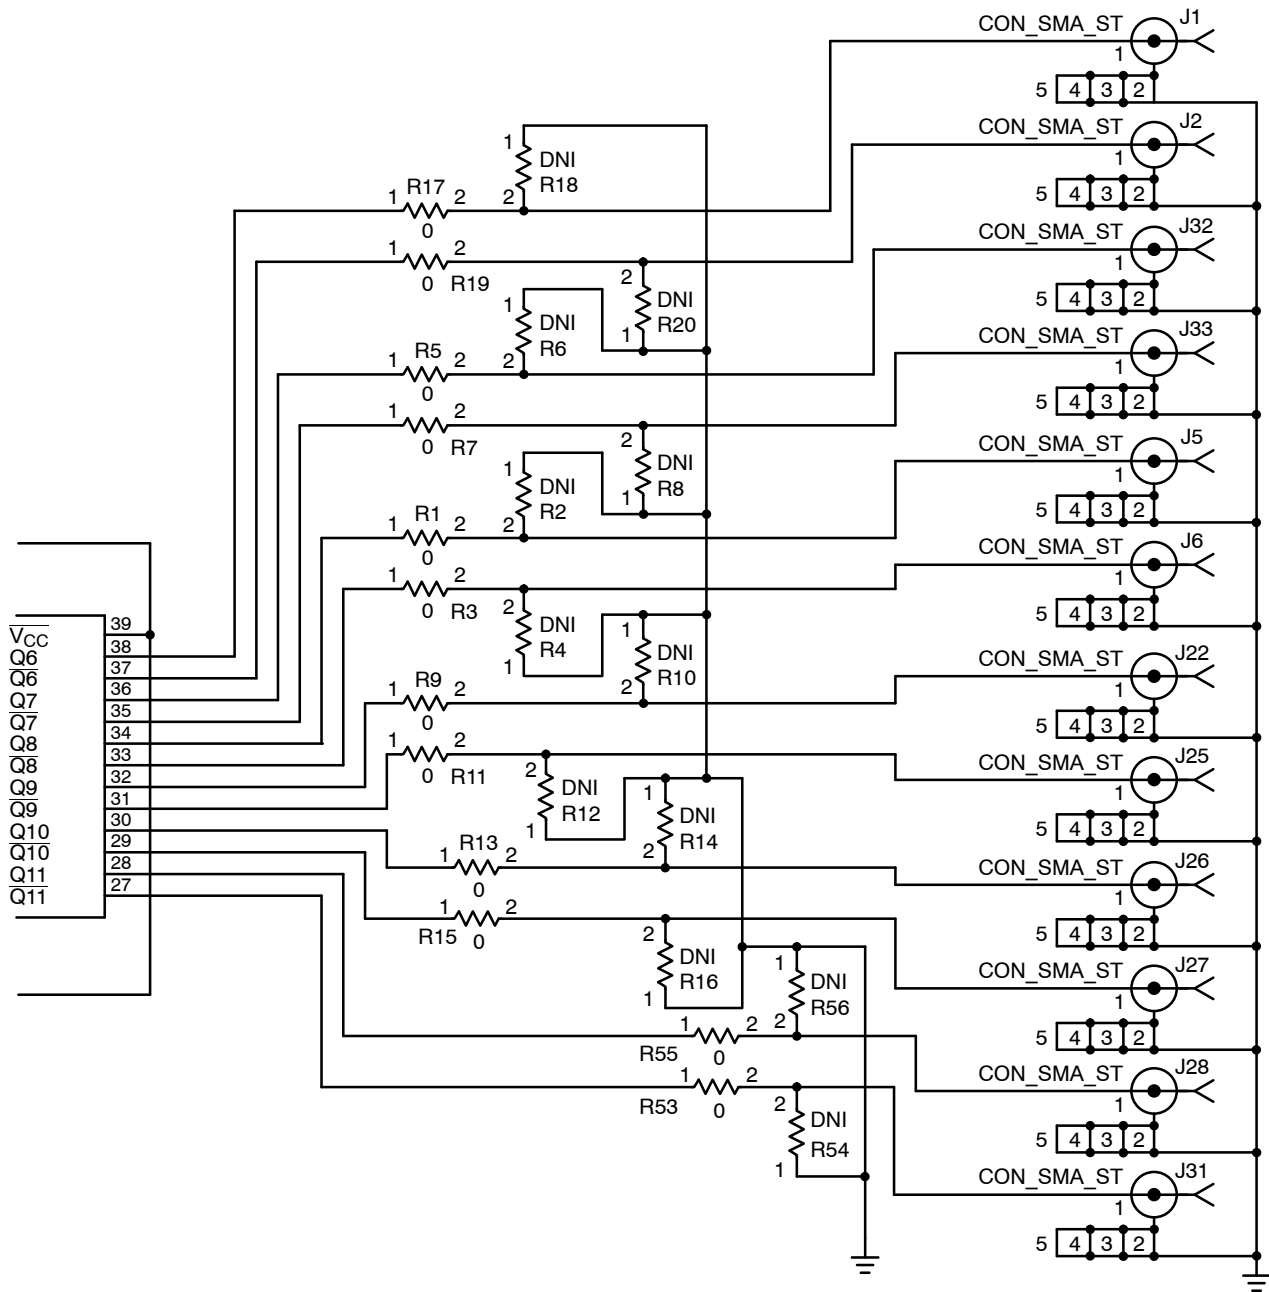 CON_SMA_ST J1
1
5 4 3 2
CON_SMA_ST J2
1
5 4 3 2
1 DNI
2 R18
R17
1 2
0
CON_SMA_ST J32
1
5 4 3 2
1 2
0 R19
2 DNI
1 R20
1 DNI
2 R6
CON_SMA_ST J33
1
5 4 3 2
R5
1 2
0
1 2
0 R7
2 DNI
1 R8
CON_SMA_ST J5
1
5 4 3 2
1 DNI
2 R2
R1
1 2
0
CON_SMA_ST J6
1
5 4 3 2
1 2
0 R3
2 DNI
1 R4
1 DNI
2 R10
CON_SMA_ST J22
1
5 4 3 2
R9
1 2
0
1 2
0 R11
CON_SMA_ST J25
1
5 4 3 2
2 DNI
1 R12
1 DNI
2 R14
R13
1 2
0
CON_SMA_ST J26
1
5 4 3 2
1 2
R15 0
2 DNI
1 R16
CON_SMA_ST J27
1
5 4 3 2
1 DNI
2 R56
1 2
R55 0
CON_SMA_ST J28
1
5 4 3 2
1 2
R53 0
2 DNI
1 R54
CON_SMA_ST J31
1
5 4 3 2
VCC 39
Q6 38
Q6 37
Q7 36
Q7 35
Q8 34
Q8 33
Q9 32
Q9 31
Q10 30
Q10 29
Q11 28
Q11 27